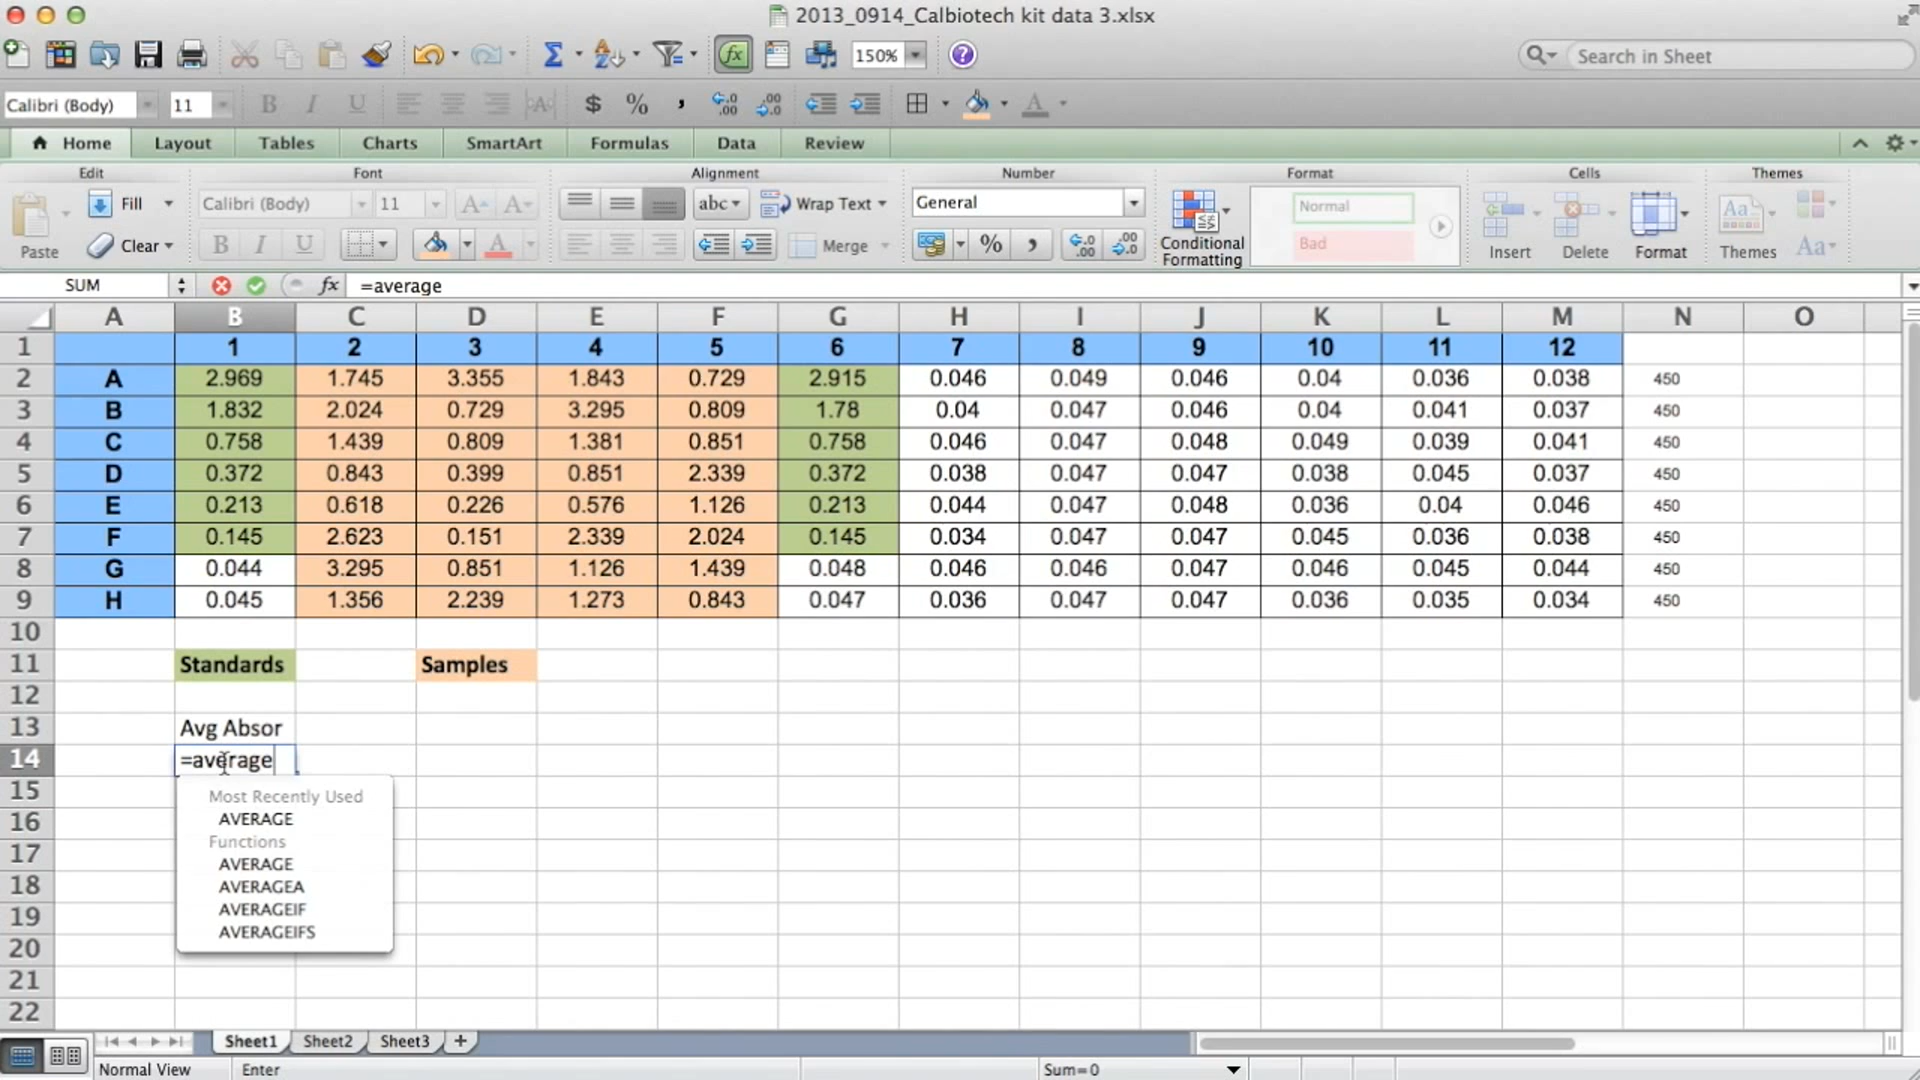 2013_0914_Calbiotech kit data 3.xlsx
150%
Search in Sheet
Calibri (Body) 11
Home Layout Tables Charts SmartArt Formulas Data Review
Edit Font Alignment Number Format Cells Themes
Fill Calibri (Body) 11 abc Wrap Text General Normal
Paste Clear Merge Conditional Formatting Bad Insert Delete Format Themes
SUM fx =average
A B C D E F G H I J K L M N O
1 1 2 3 4 5 6 7 8 9 10 11 12
2 A 2.969 1.745 3.355 1.843 0.729 2.915 0.046 0.049 0.046 0.04 0.036 0.038 450
3 B 1.832 2.024 0.729 3.295 0.809 1.78 0.04 0.047 0.046 0.04 0.041 0.037 450
4 C 0.758 1.439 0.809 1.381 0.851 0.758 0.046 0.047 0.048 0.049 0.039 0.041 450
5 D 0.372 0.843 0.399 0.851 2.339 0.372 0.038 0.047 0.047 0.038 0.045 0.037 450
6 E 0.213 0.618 0.226 0.576 1.126 0.213 0.044 0.047 0.048 0.036 0.04 0.046 450
7 F 0.145 2.623 0.151 2.339 2.024 0.145 0.034 0.047 0.047 0.045 0.036 0.038 450
8 G 0.044 3.295 0.851 1.126 1.439 0.048 0.046 0.046 0.047 0.046 0.045 0.044 450
9 H 0.045 1.356 2.239 1.273 0.843 0.047 0.036 0.047 0.047 0.036 0.035 0.034 450
10
11 Standards Samples
12
13 Avg Absor
14 =average
15 Most Recently Used
16 AVERAGE
Functions
17 AVERAGE
18 AVERAGEA
19 AVERAGEIF
AVERAGEIFS
20
21
22
Sheet1 Sheet2 Sheet3
Normal View Enter Sum=0